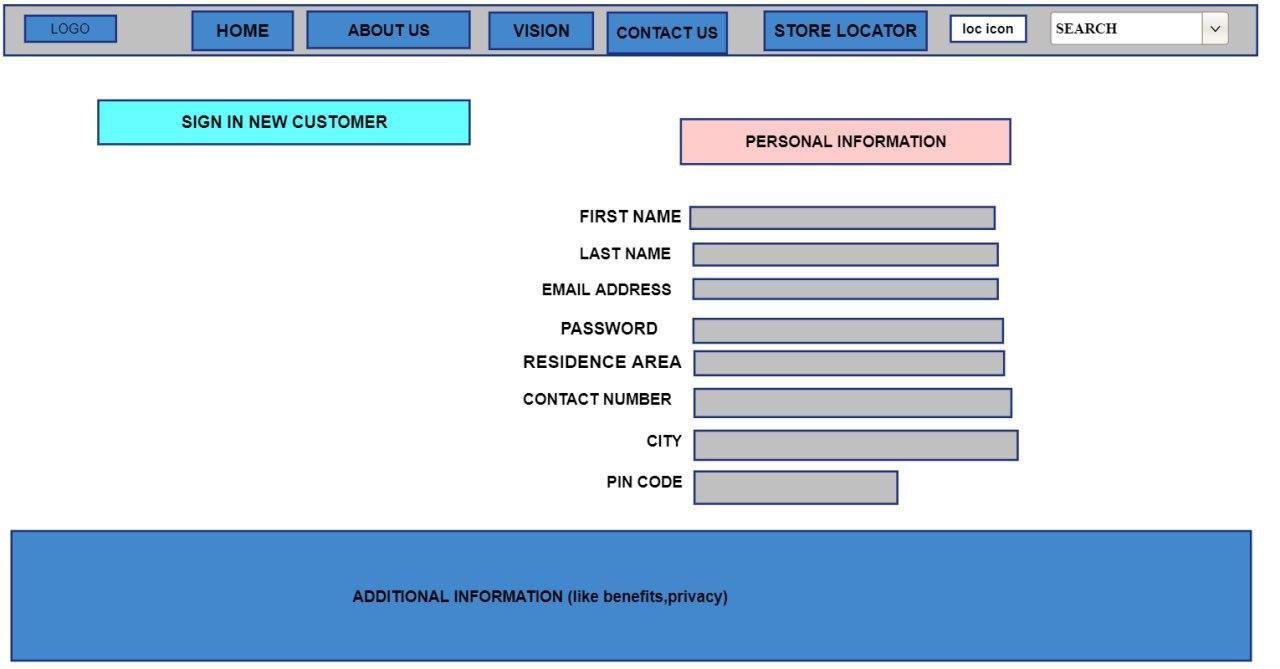 LOGO
HOME
ABOUT US
VISION
CONTACT US
STORE LOCATOR
loc icon
SEARCH
SIGN IN NEW CUSTOMER
PERSONAL INFORMATION
FIRST NAME
LAST NAME
EMAIL ADDRESS
PASSWORD
RESIDENCE AREA
CONTACT NUMBER
CITY
PIN CODE
ADDITIONAL INFORMATION (like benefits,privacy)